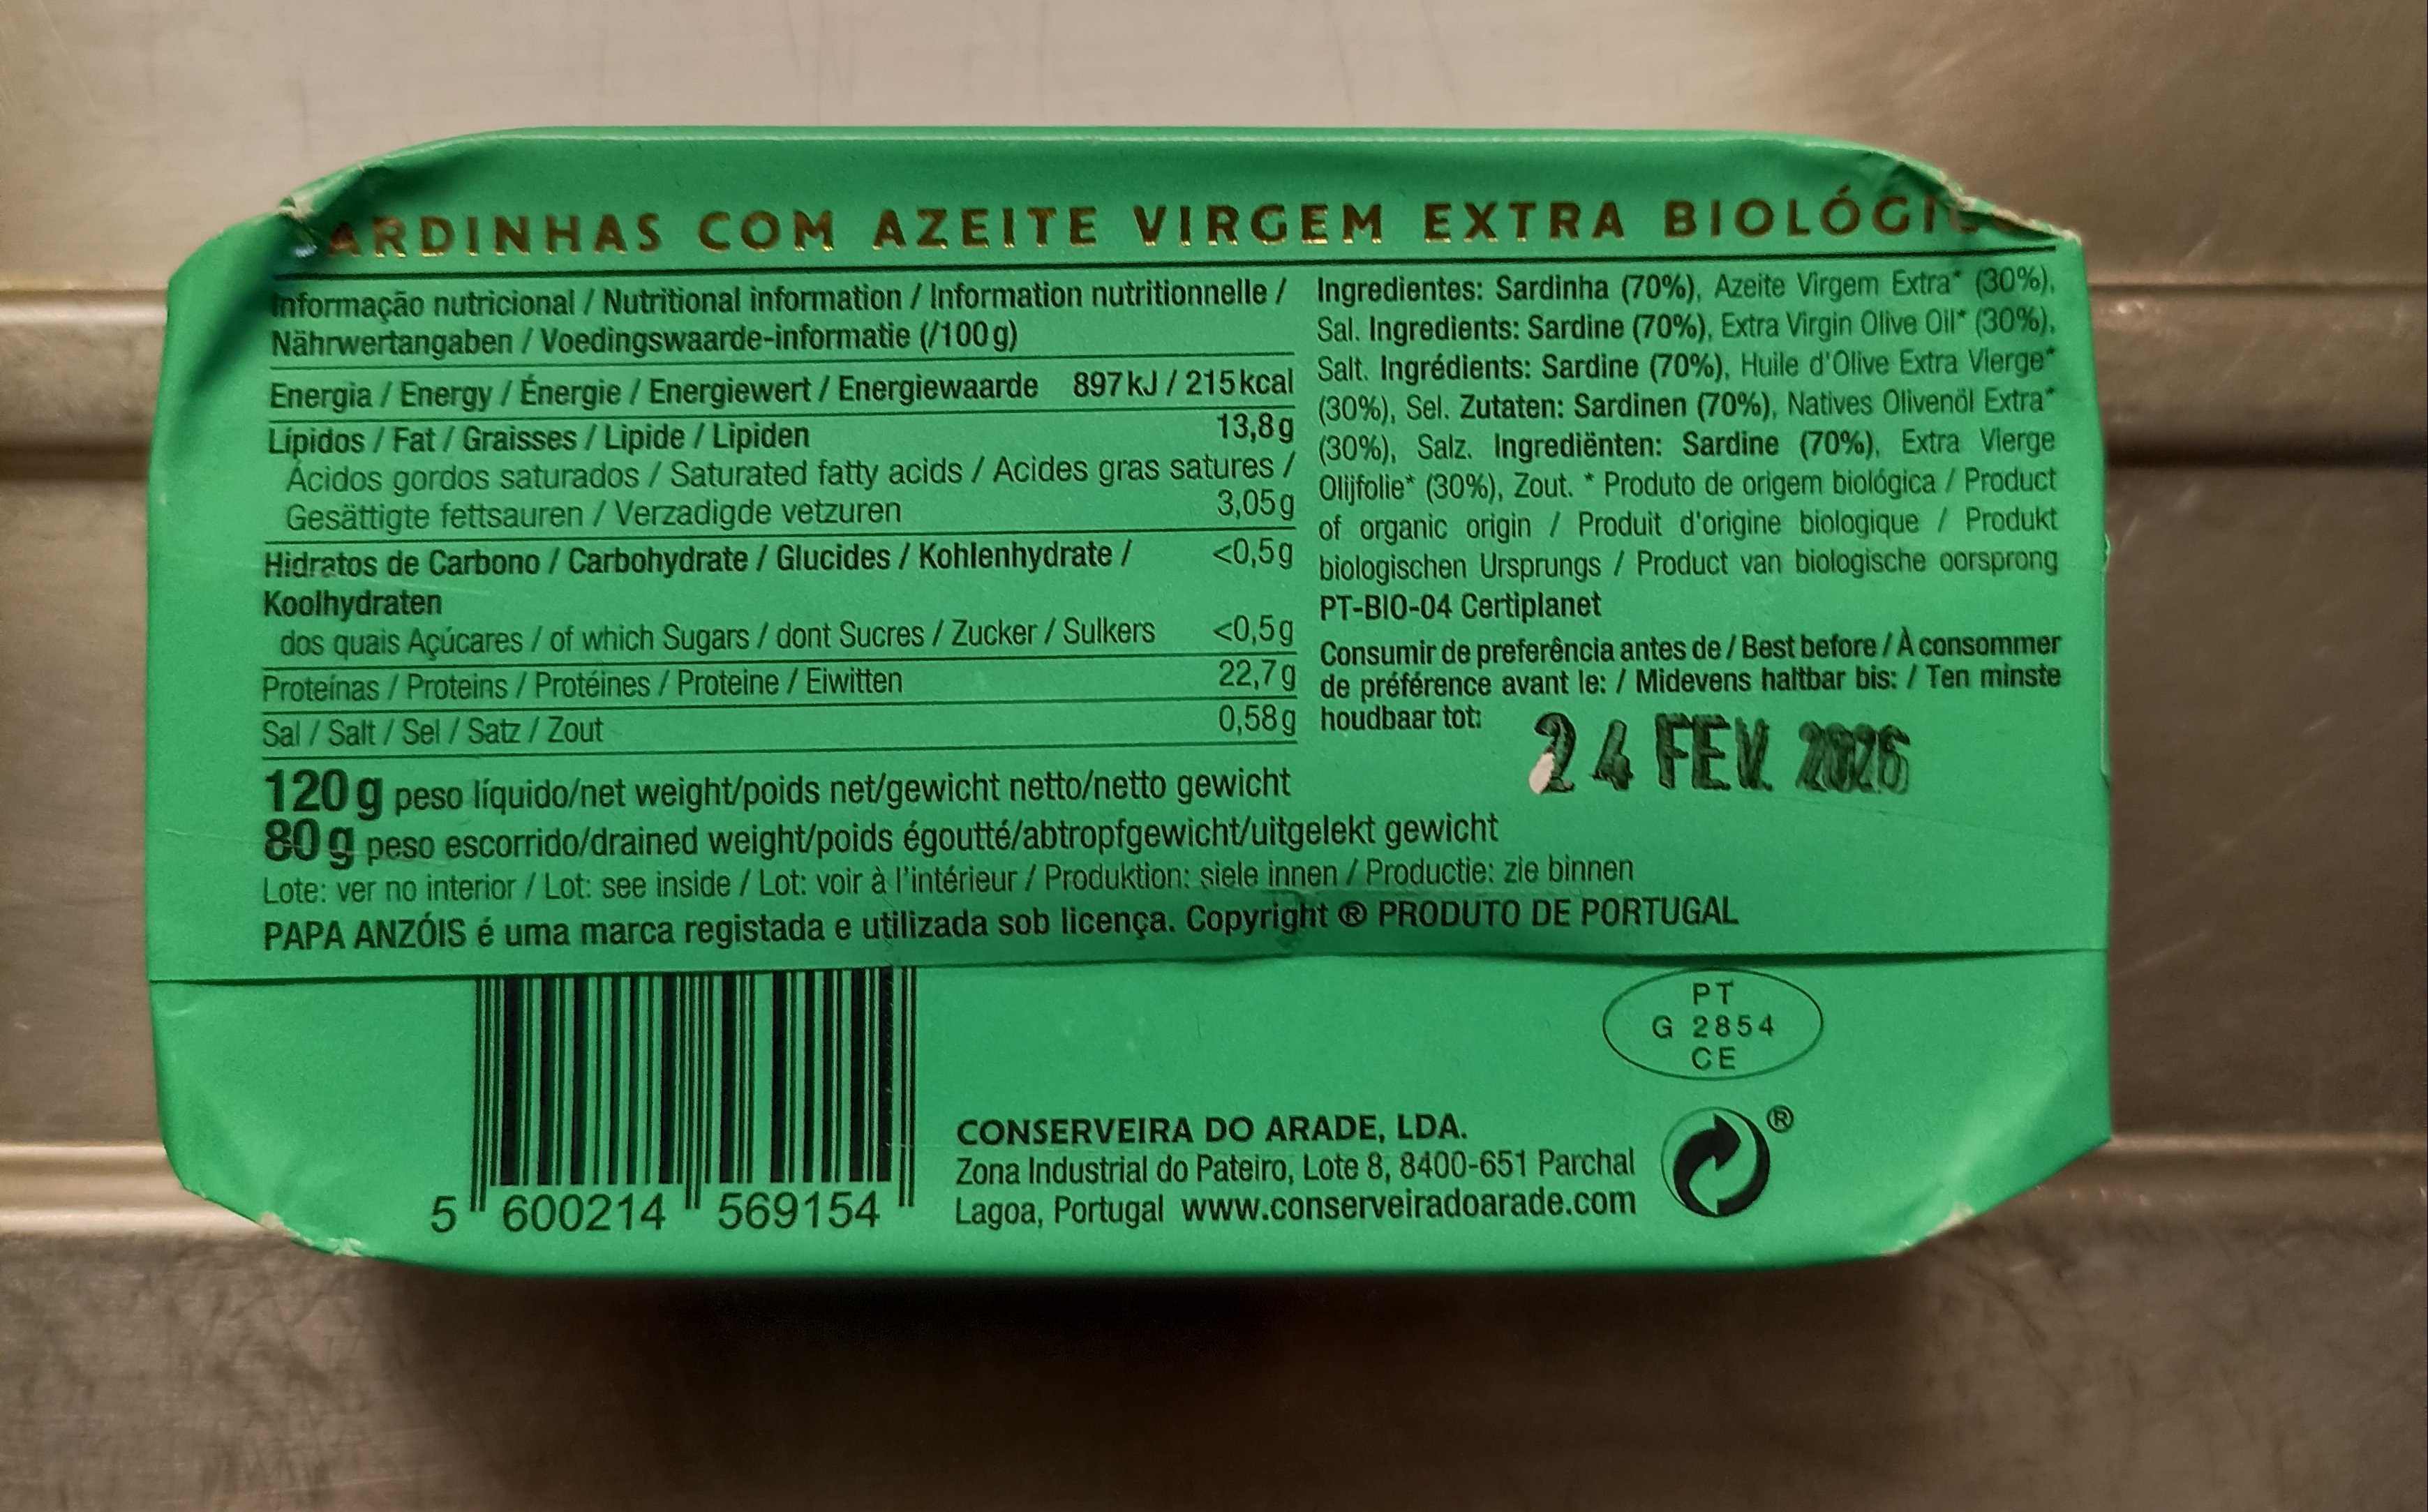 ARDINHAS COM AZEITE VIRGEM EXTRA BIOLÓGI
Informação nutricional / Nutritional information / Information nutritionnelle /
Nährwertangaben / Voedingswaarde-informatie (/100 g)
Energia / Energy / Énergie / Energiewert / Energiewaarde 897 kJ / 215 kcal
Lípidos / Fat / Graisses / Lipide / Lipiden 13,8 g
Ácidos gordos saturados / Saturated fatty acids / Acides gras satures /
Gesättigte fettsauren / Verzadigde vetzuren 3,05 g
Hidratos de Carbono / Carbohydrate / Glucides / Kohlenhydrate / <0,5 g
Koolhydraten
dos quais Açúcares / of which Sugars / dont Sucres / Zucker / Sulkers <0,5 g
Proteínas / Proteins / Protéines / Proteine / Eiwitten 22,7 g
Sal / Salt / Sel / Satz / Zout 0,58 g
Ingredientes: Sardinha (70%), Azeite Virgem Extra* (30%),
Sal. Ingredients: Sardine (70%), Extra Virgin Olive Oil* (30%),
Salt. Ingrédients: Sardine (70%), Huile d'Olive Extra Vierge*
(30%), Sel. Zutaten: Sardinen (70%), Natives Olivenöl Extra*
(30%), Salz. Ingrediënten: Sardine (70%), Extra Vierge
Olijfolie* (30%), Zout. * Produto de origem biológica / Product
of organic origin / Produit d'origine biologique / Produkt
biologischen Ursprungs / Product van biologische oorsprong
PT-BIO-04 Certiplanet
Consumir de preferência antes de / Best before / À consommer
de préférence avant le: / Midevens haltbar bis: / Ten minste
houdbaar tot:
24 FEV. 2026
120 g peso líquido/net weight/poids net/gewicht netto/netto gewicht
80 g peso escorrido/drained weight/poids égoutté/abtropfgewicht/uitgelekt gewicht
Lote: ver no interior / Lot: see inside / Lot: voir à l'intérieur / Produktion: siele innen / Productie: zie binnen
PAPA ANZÓIS é uma marca registada e utilizada sob licença. Copyright ® PRODUTO DE PORTUGAL
PT
G 2854
CE
CONSERVEIRA DO ARADE, LDA.
Zona Industrial do Pateiro, Lote 8, 8400-651 Parchal
Lagoa, Portugal www.conserveiradoarade.com
®
5 600214 569154